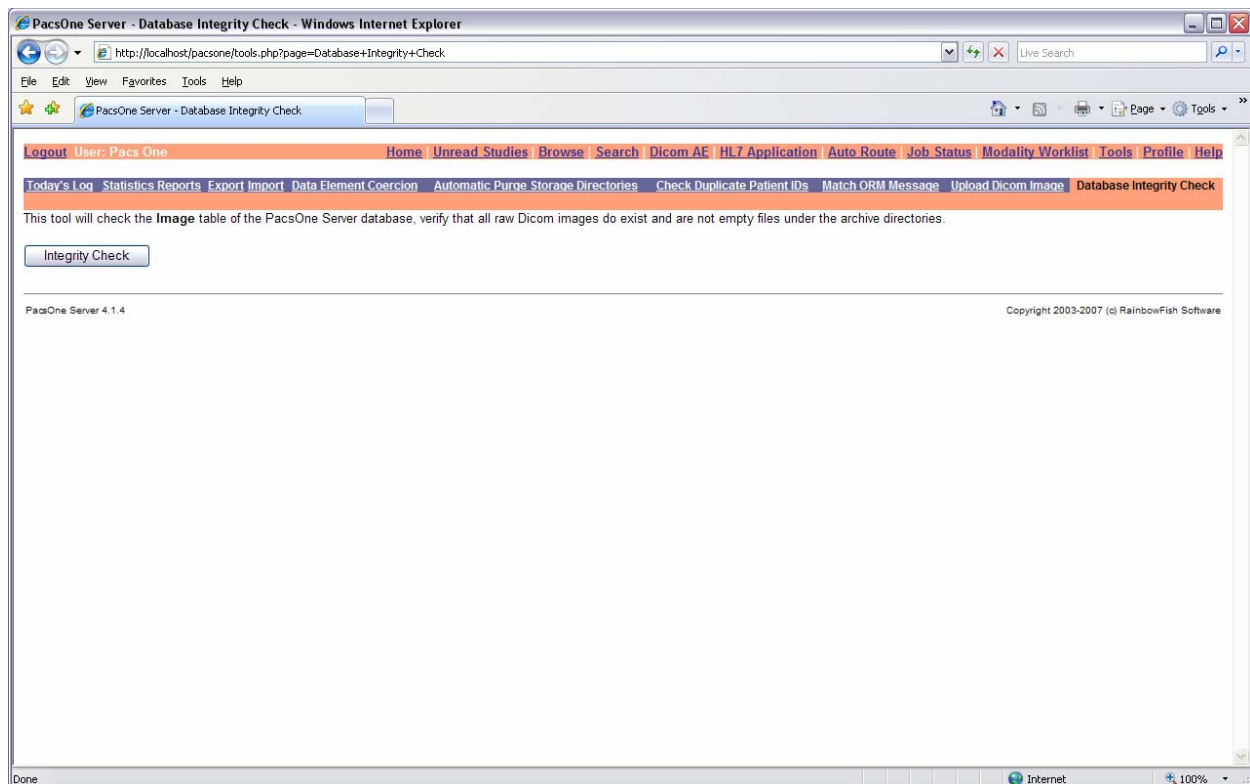 PacsOne Server - Database Integrity Check - Windows Internet Explorer
http://localhost/pacsone/tools.php?page=Database+Integrity+Check
Live Search
File Edit View Favorites Tools Help
PacsOne Server - Database Integrity Check
Page Tools »
Logout User: Pacs One Home | Unread Studies | Browse | Search | Dicom AE | HL7 Application | Auto Route | Job Status | Modality Worklist | Tools | Profile | Help
Today's Log Statistics Reports Export Import Data Element Coercion Automatic Purge Storage Directories Check Duplicate Patient IDs Match ORM Message Upload Dicom Image Database Integrity Check
This tool will check the Image table of the PacsOne Server database, verify that all raw Dicom images do exist and are not empty files under the archive directories.
Integrity Check
PacsOne Server 4.1.4 Copyright 2003-2007 (c) RainbowFish Software
Done Internet 100%